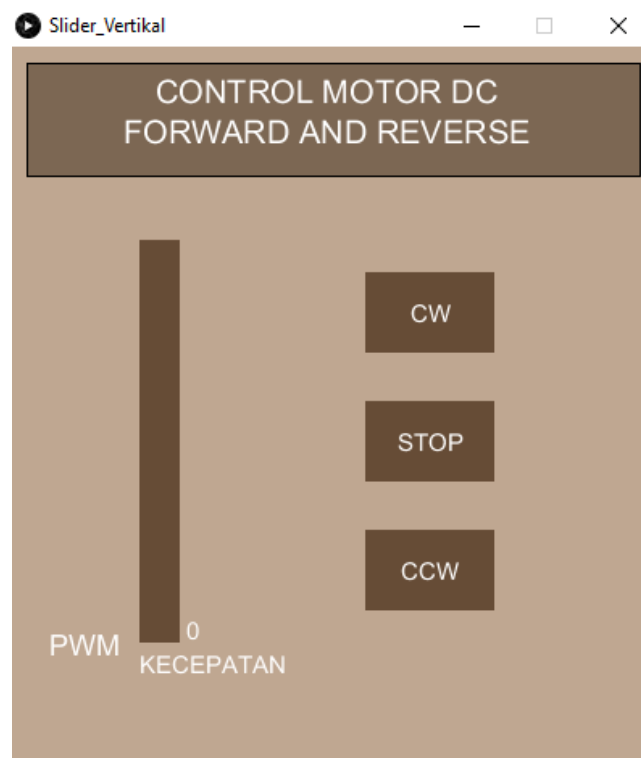 Slider_Vertikal
CONTROL MOTOR DC
FORWARD AND REVERSE
CW
STOP
CCW
0
PWM
KECEPATAN